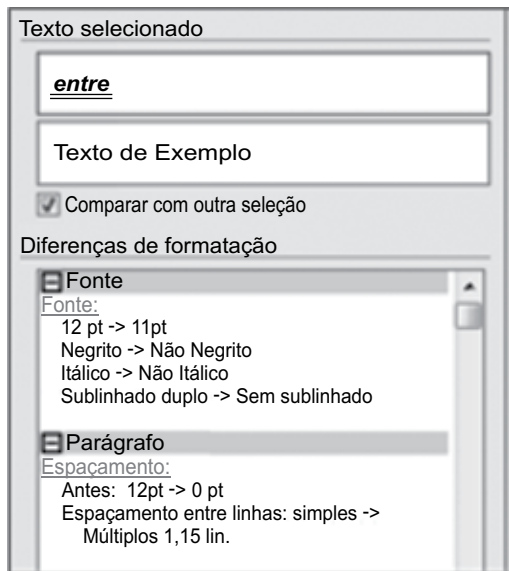 Texto selecionado
entre
Texto de Exemplo
Comparar com outra seleção
Diferenças de formatação
Fonte
Fonte:
12 pt -> 11pt
Negrito -> Não Negrito
Itálico -> Não Itálico
Sublinhado duplo -> Sem sublinhado
Parágrafo
Espaçamento:
Antes: 12pt -> 0 pt
Espaçamento entre linhas: simples ->
Múltiplos 1,15 lin.